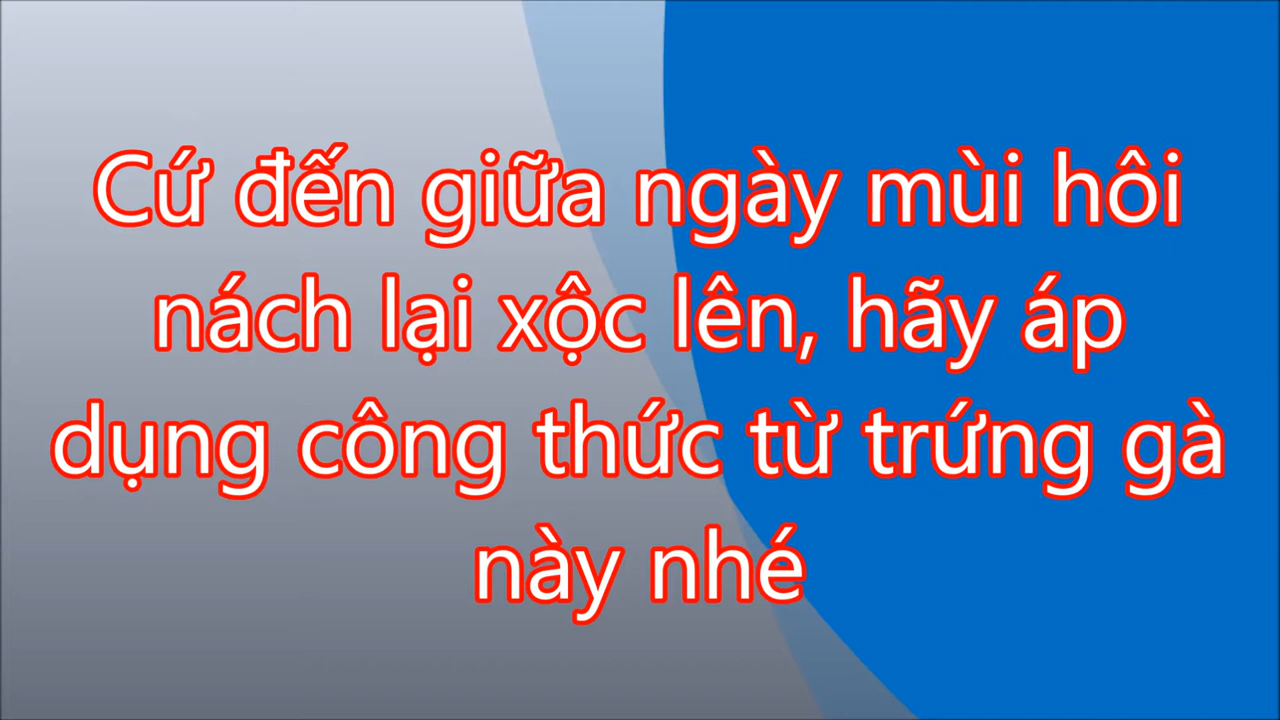 Cứ đến giữa ngày mùi hôi
nách lại xộc lên, hãy áp
dụng công thức từ trứng gà
này nhé